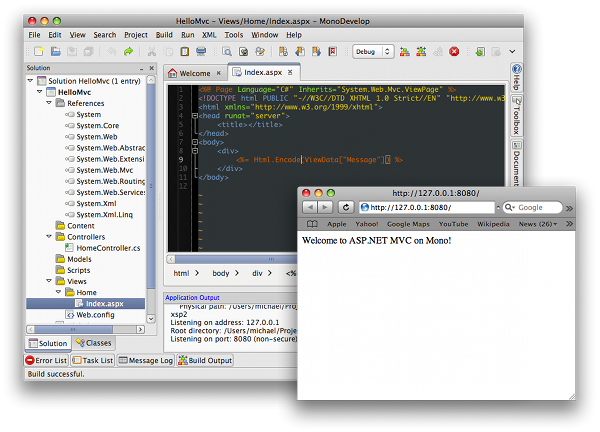 HelloMvc - Views/Home/Index.aspx - MonoDevelop
File Edit View Search Project Build Run XML Tools Window Help
Debug
Solution
Solution HelloMvc (1 entry)
HelloMvc
References
System
System.Core
System.Web
System.Web.Abstrac
System.Web.Extensi
System.Web.Mvc
System.Web.Routing
System.Web.Services
System.Xml
System.Xml.Linq
Content
Controllers
HomeController.cs
Models
Scripts
Views
Home
Index.aspx
Web.config
Solution Classes
Welcome Index.aspx
1 <%@ Page Language="C#" Inherits="System.Web.Mvc.ViewPage" %>
2 <!DOCTYPE html PUBLIC "-//W3C//DTD XHTML 1.0 Strict//EN" "http://www.w3
3 <html xmlns="http://www.w3.org/1999/xhtml">
4 <head runat="server">
5 <title></title>
6 </head>
7 <body>
8 <div>
9 <%= Html.Encode(ViewData["Message"]) %>
10 </div>
11 </body>
12
~
~
~
~
~
html > body > div > <%
Help
Toolbox
Document
Application Output
Physical path: /Users/michael/Proje
xsp2
Listening on address: 127.0.0.1
Root directory: /Users/michael/Projec
Listening on port: 8080 (non-secure)
Error List Task List Message Log Build Output
Build successful.
http://127.0.0.1:8080/
http://127.0.0.1:8080/ Google
Apple Yahoo! Google Maps YouTube Wikipedia News (26)
Welcome to ASP.NET MVC on Mono!